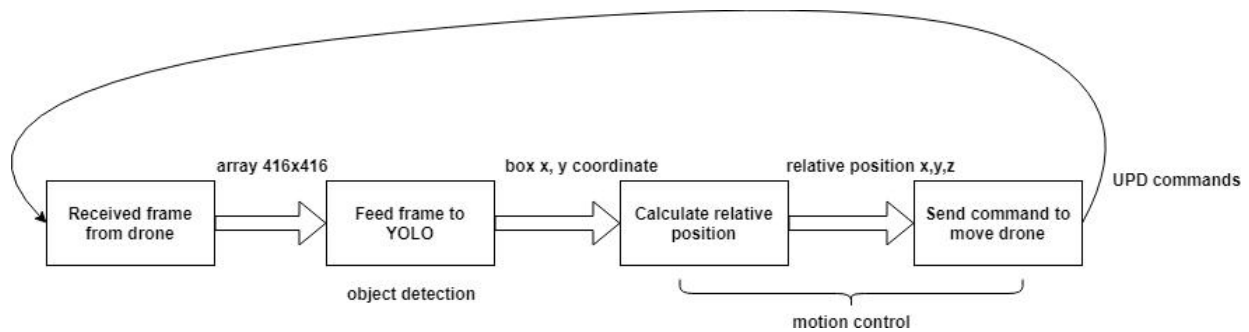 array 416x416
box x, y coordinate
relative position x,y,z
UPD commands
Received frame
from drone
Feed frame to
YOLO
Calculate relative
position
Send command to
move drone
object detection
motion control